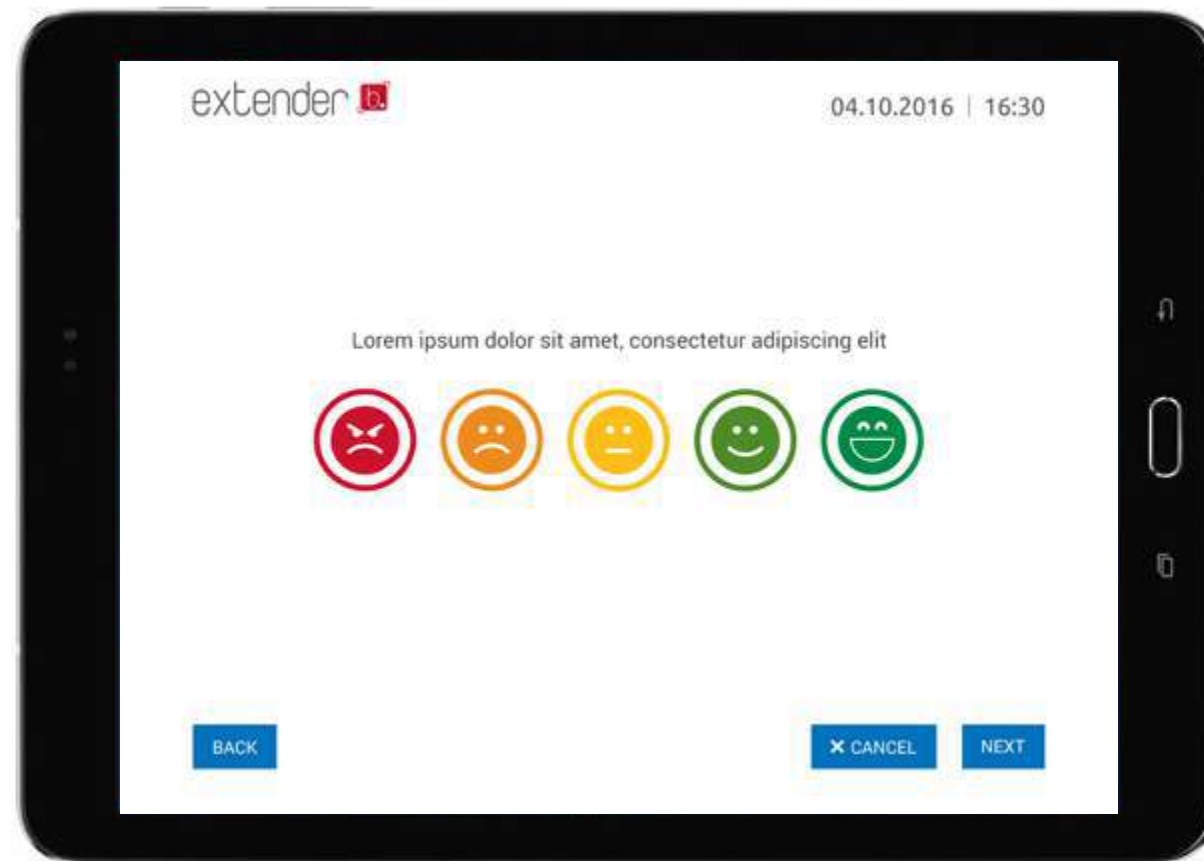 extender b.
04.10.2016 | 16:30
Lorem ipsum dolor sit amet, consectetur adipiscing elit
BACK
X CANCEL
NEXT